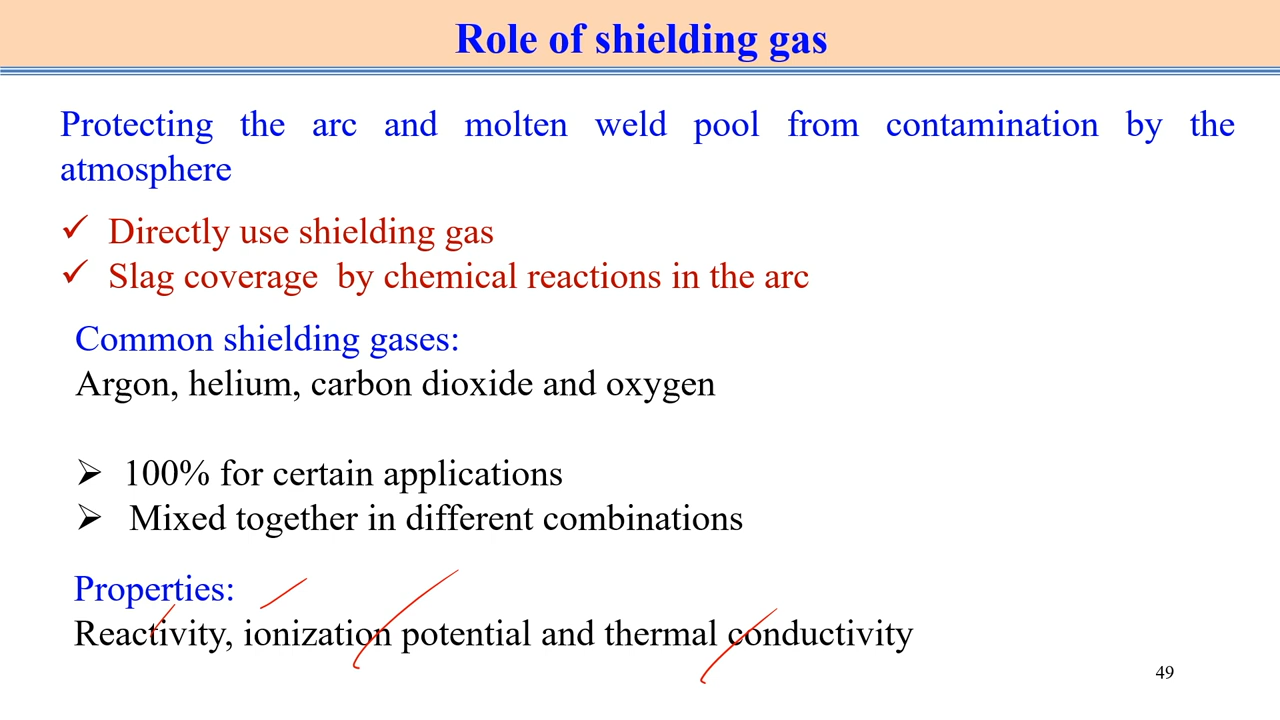 Role of shielding gas
Protecting the arc and molten weld pool from contamination by the
atmosphere
✓ Directly use shielding gas
✓ Slag coverage by chemical reactions in the arc
Common shielding gases:
Argon, helium, carbon dioxide and oxygen
➢ 100% for certain applications
➢ Mixed together in different combinations
Properties:
Reactivity, ionization potential and thermal conductivity
49